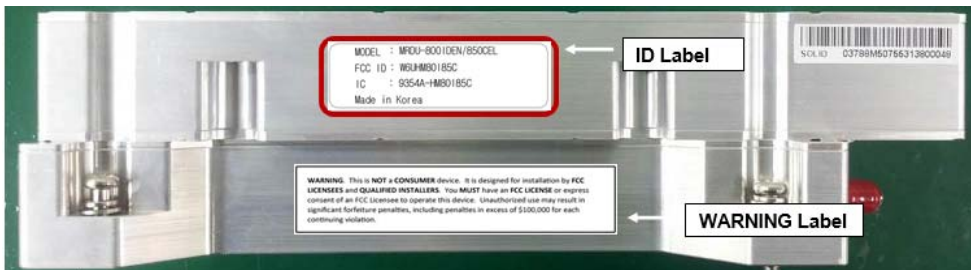 MODEL : MRDU-800IDEN/850CEL
FCC ID : W6UHM80I85C
IC : 9354A-HM80I85C
Made in Korea
ID Label
SOLID 03788M50756313800049
WARNING. This is NOT a CONSUMER device. It is designed for installation by FCC
LICENSEES and QUALIFIED INSTALLERS. You MUST have an FCC LICENSE or express
consent of an FCC Licensee to operate this device. Unauthorized use may result in
significant forfeiture penalties, including penalties in excess of $100,000 for each
continuing violation.
WARNING Label